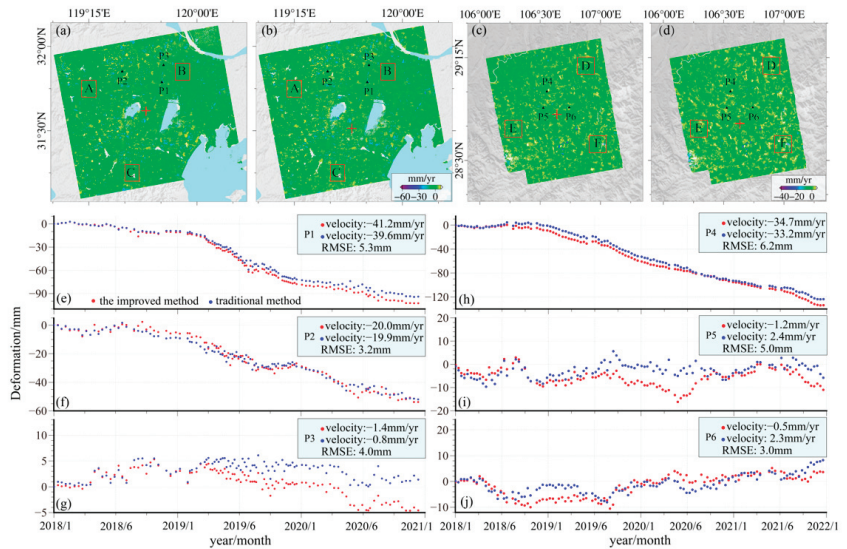 119°15′E 120°00′E 119°15′E 120°00′E 106°00′E 106°30′E 107°00′E 106°00′E 106°30′E 107°00′E
(a) (b) (c) (d)
32°00′N 31°30′N
29°15′N 28°30′N
P3 P2 P1 A B G
P3 P2 P1 A B G
D P4 P5 P6 E F
D P4 P5 P6 E F
mm/yr
−60−30 0
mm/yr
−40−20 0
Deformation/mm
0
−30
−60
−90
(e)
P1
velocity:−41.2mm/yr
velocity:−39.6mm/yr
RMSE: 5.3mm
the improved method traditional method
0
−20
−40
−60
(f)
P2
velocity:−20.0mm/yr
velocity:−19.9mm/yr
RMSE: 3.2mm
10
5
0
−5
(g)
P3
velocity:−1.4mm/yr
velocity:−0.8mm/yr
RMSE: 4.0mm
2018/1 2018/6 2019/1 2019/6 2020/1 2020/6 2021/1
year/month
0
−40
−80
−120
(h)
P4
velocity:−34.7mm/yr
velocity:−33.2mm/yr
RMSE: 6.2mm
20
10
0
−10
−20
(i)
P5
velocity:−1.2mm/yr
velocity: 2.4mm/yr
RMSE: 5.0mm
20
10
0
−10
(j)
P6
velocity:−0.5mm/yr
velocity: 2.3mm/yr
RMSE: 3.0mm
2018/1 2018/6 2019/1 2019/6 2020/1 2020/6 2021/1 2021/6 2022/1
year/month